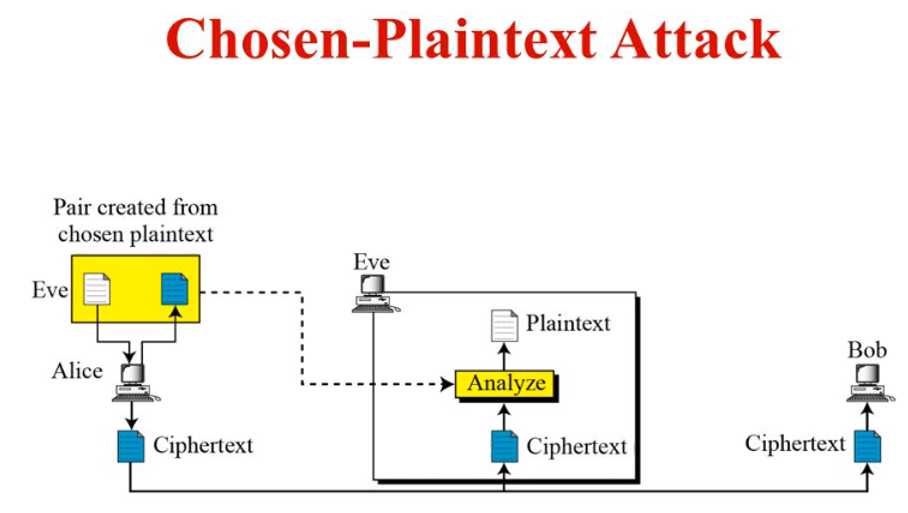 Chosen-Plaintext Attack
Pair created from
chosen plaintext
Eve
Eve
Plaintext
Alice
Analyze
Bob
Ciphertext
Ciphertext
Ciphertext